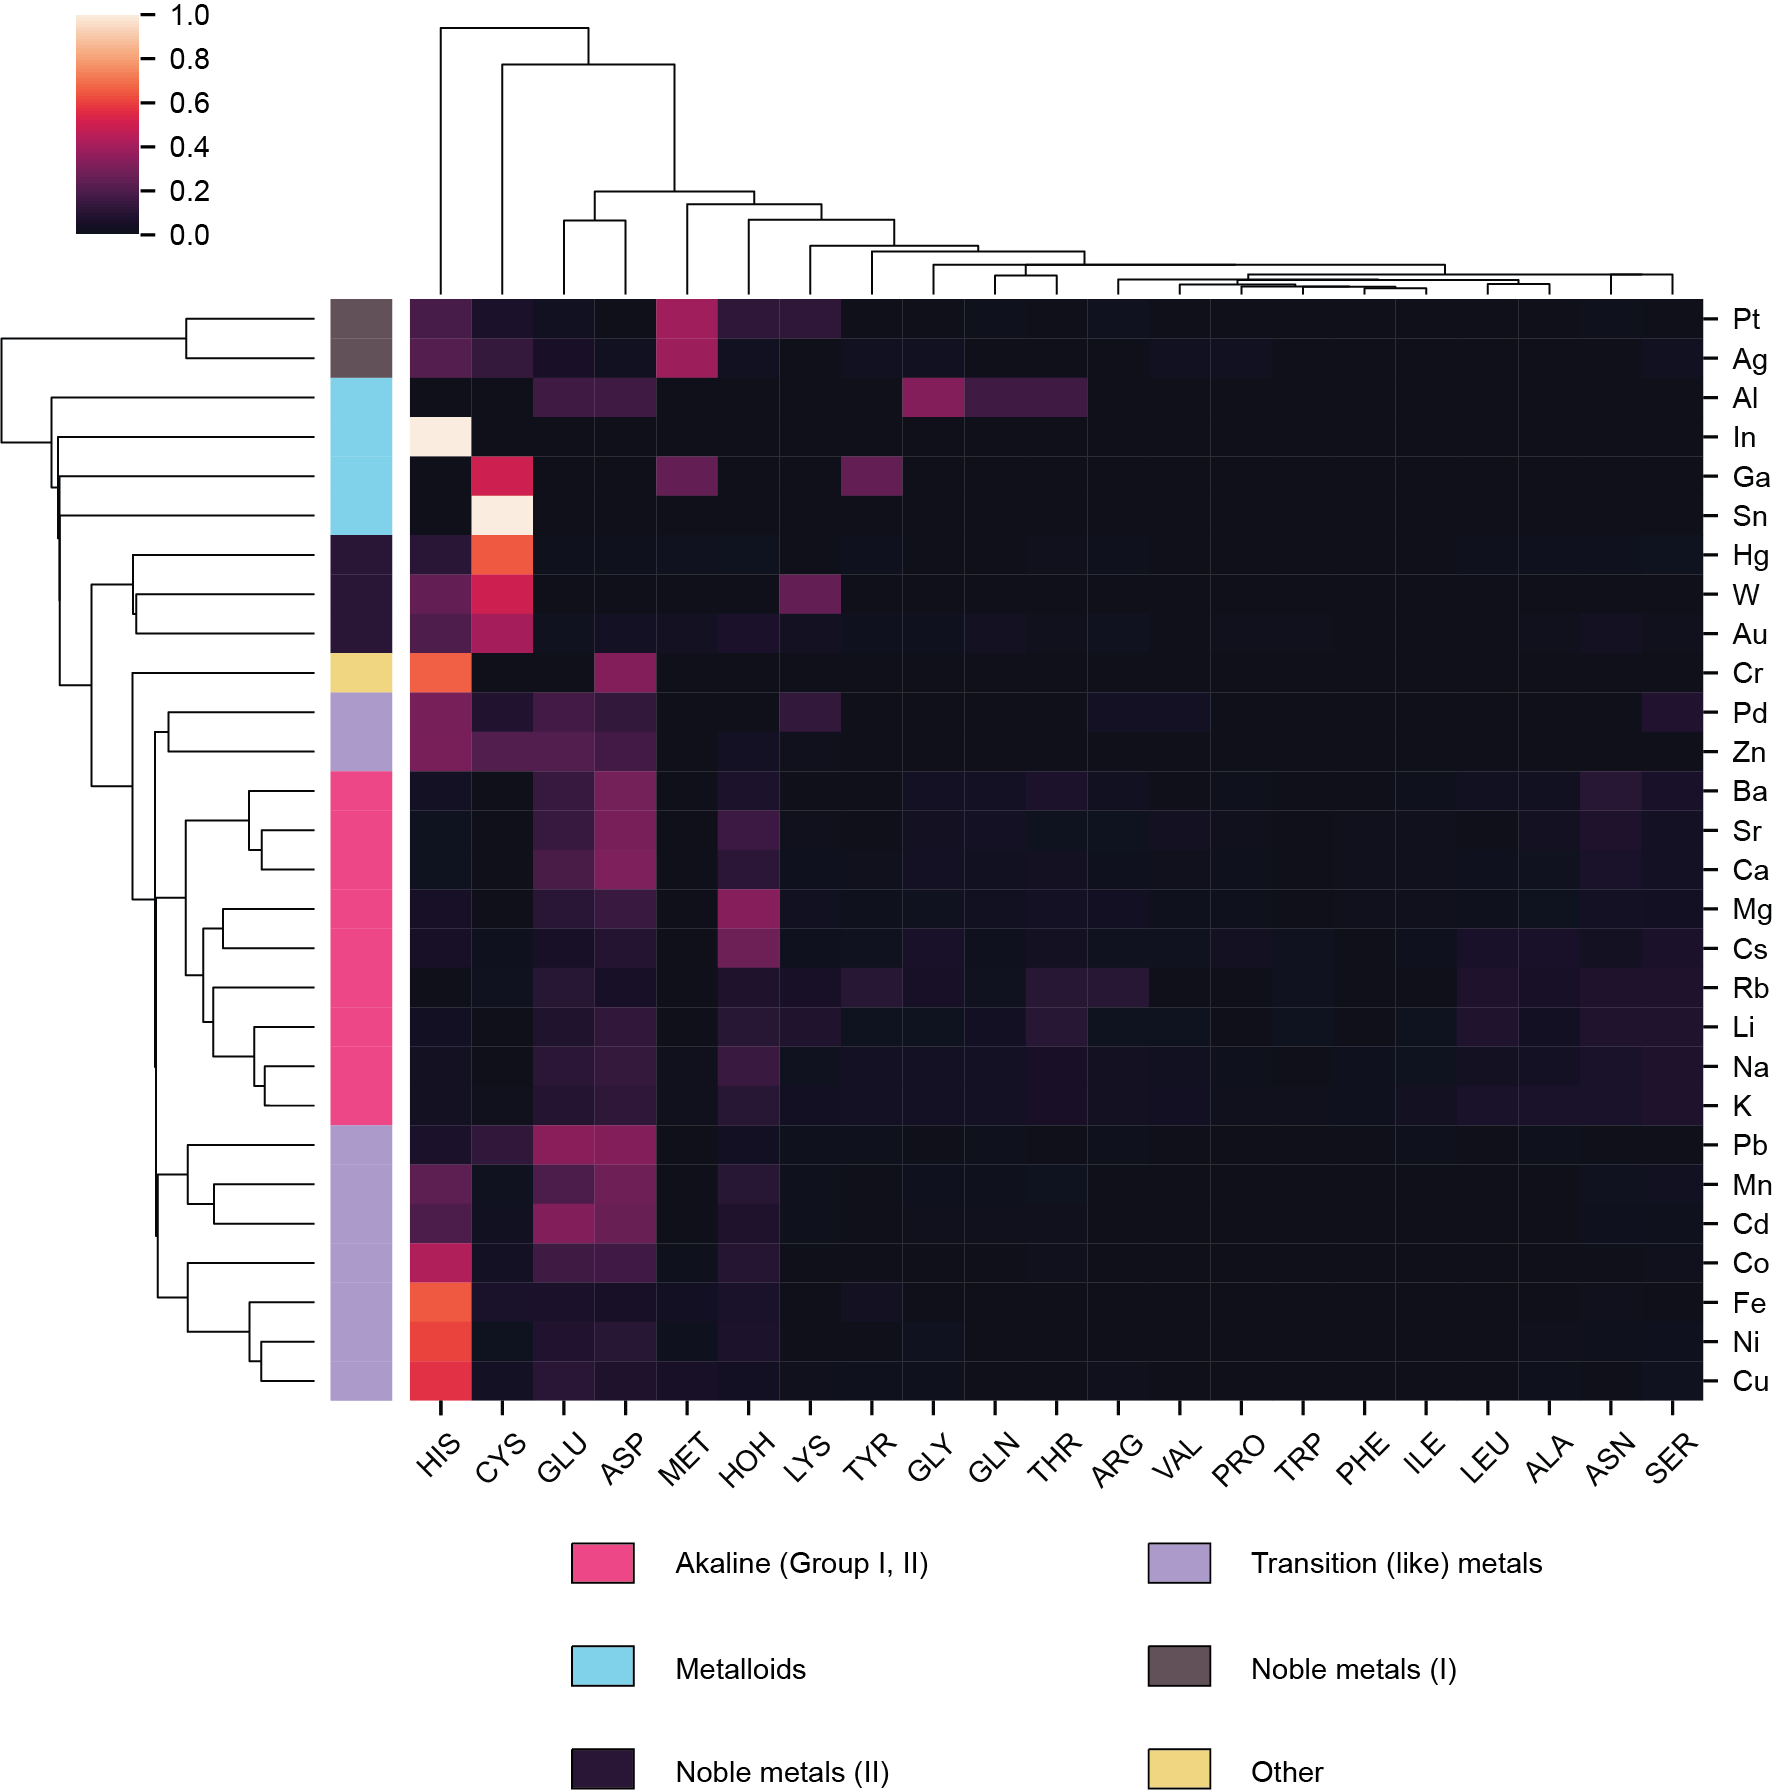 1.0
0.8
0.6
0.4
0.2
0.0
Pt
Ag
Al
In
Ga
Sn
Hg
W
Au
Cr
Pd
Zn
Ba
Sr
Ca
Mg
Cs
Rb
Li
Na
K
Pb
Mn
Cd
Co
Fe
Ni
Cu
HIS CYS GLU ASP MET HOH LYS TYR GLY GLN THR ARG VAL PRO TRP PHE ILE LEU ALA ASN SER
Akaline (Group I, II) Transition (like) metals
Metalloids Noble metals (I)
Noble metals (II) Other